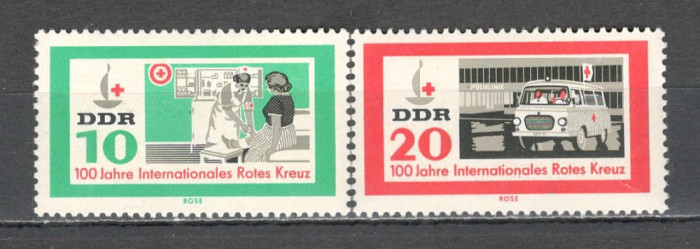 DDR
10
100 Jahre Internationales Rotes Kreuz
ROSE
POLIKLINIK
DDR
20
100 Jahre Internationales Rotes Kreuz
ROSE